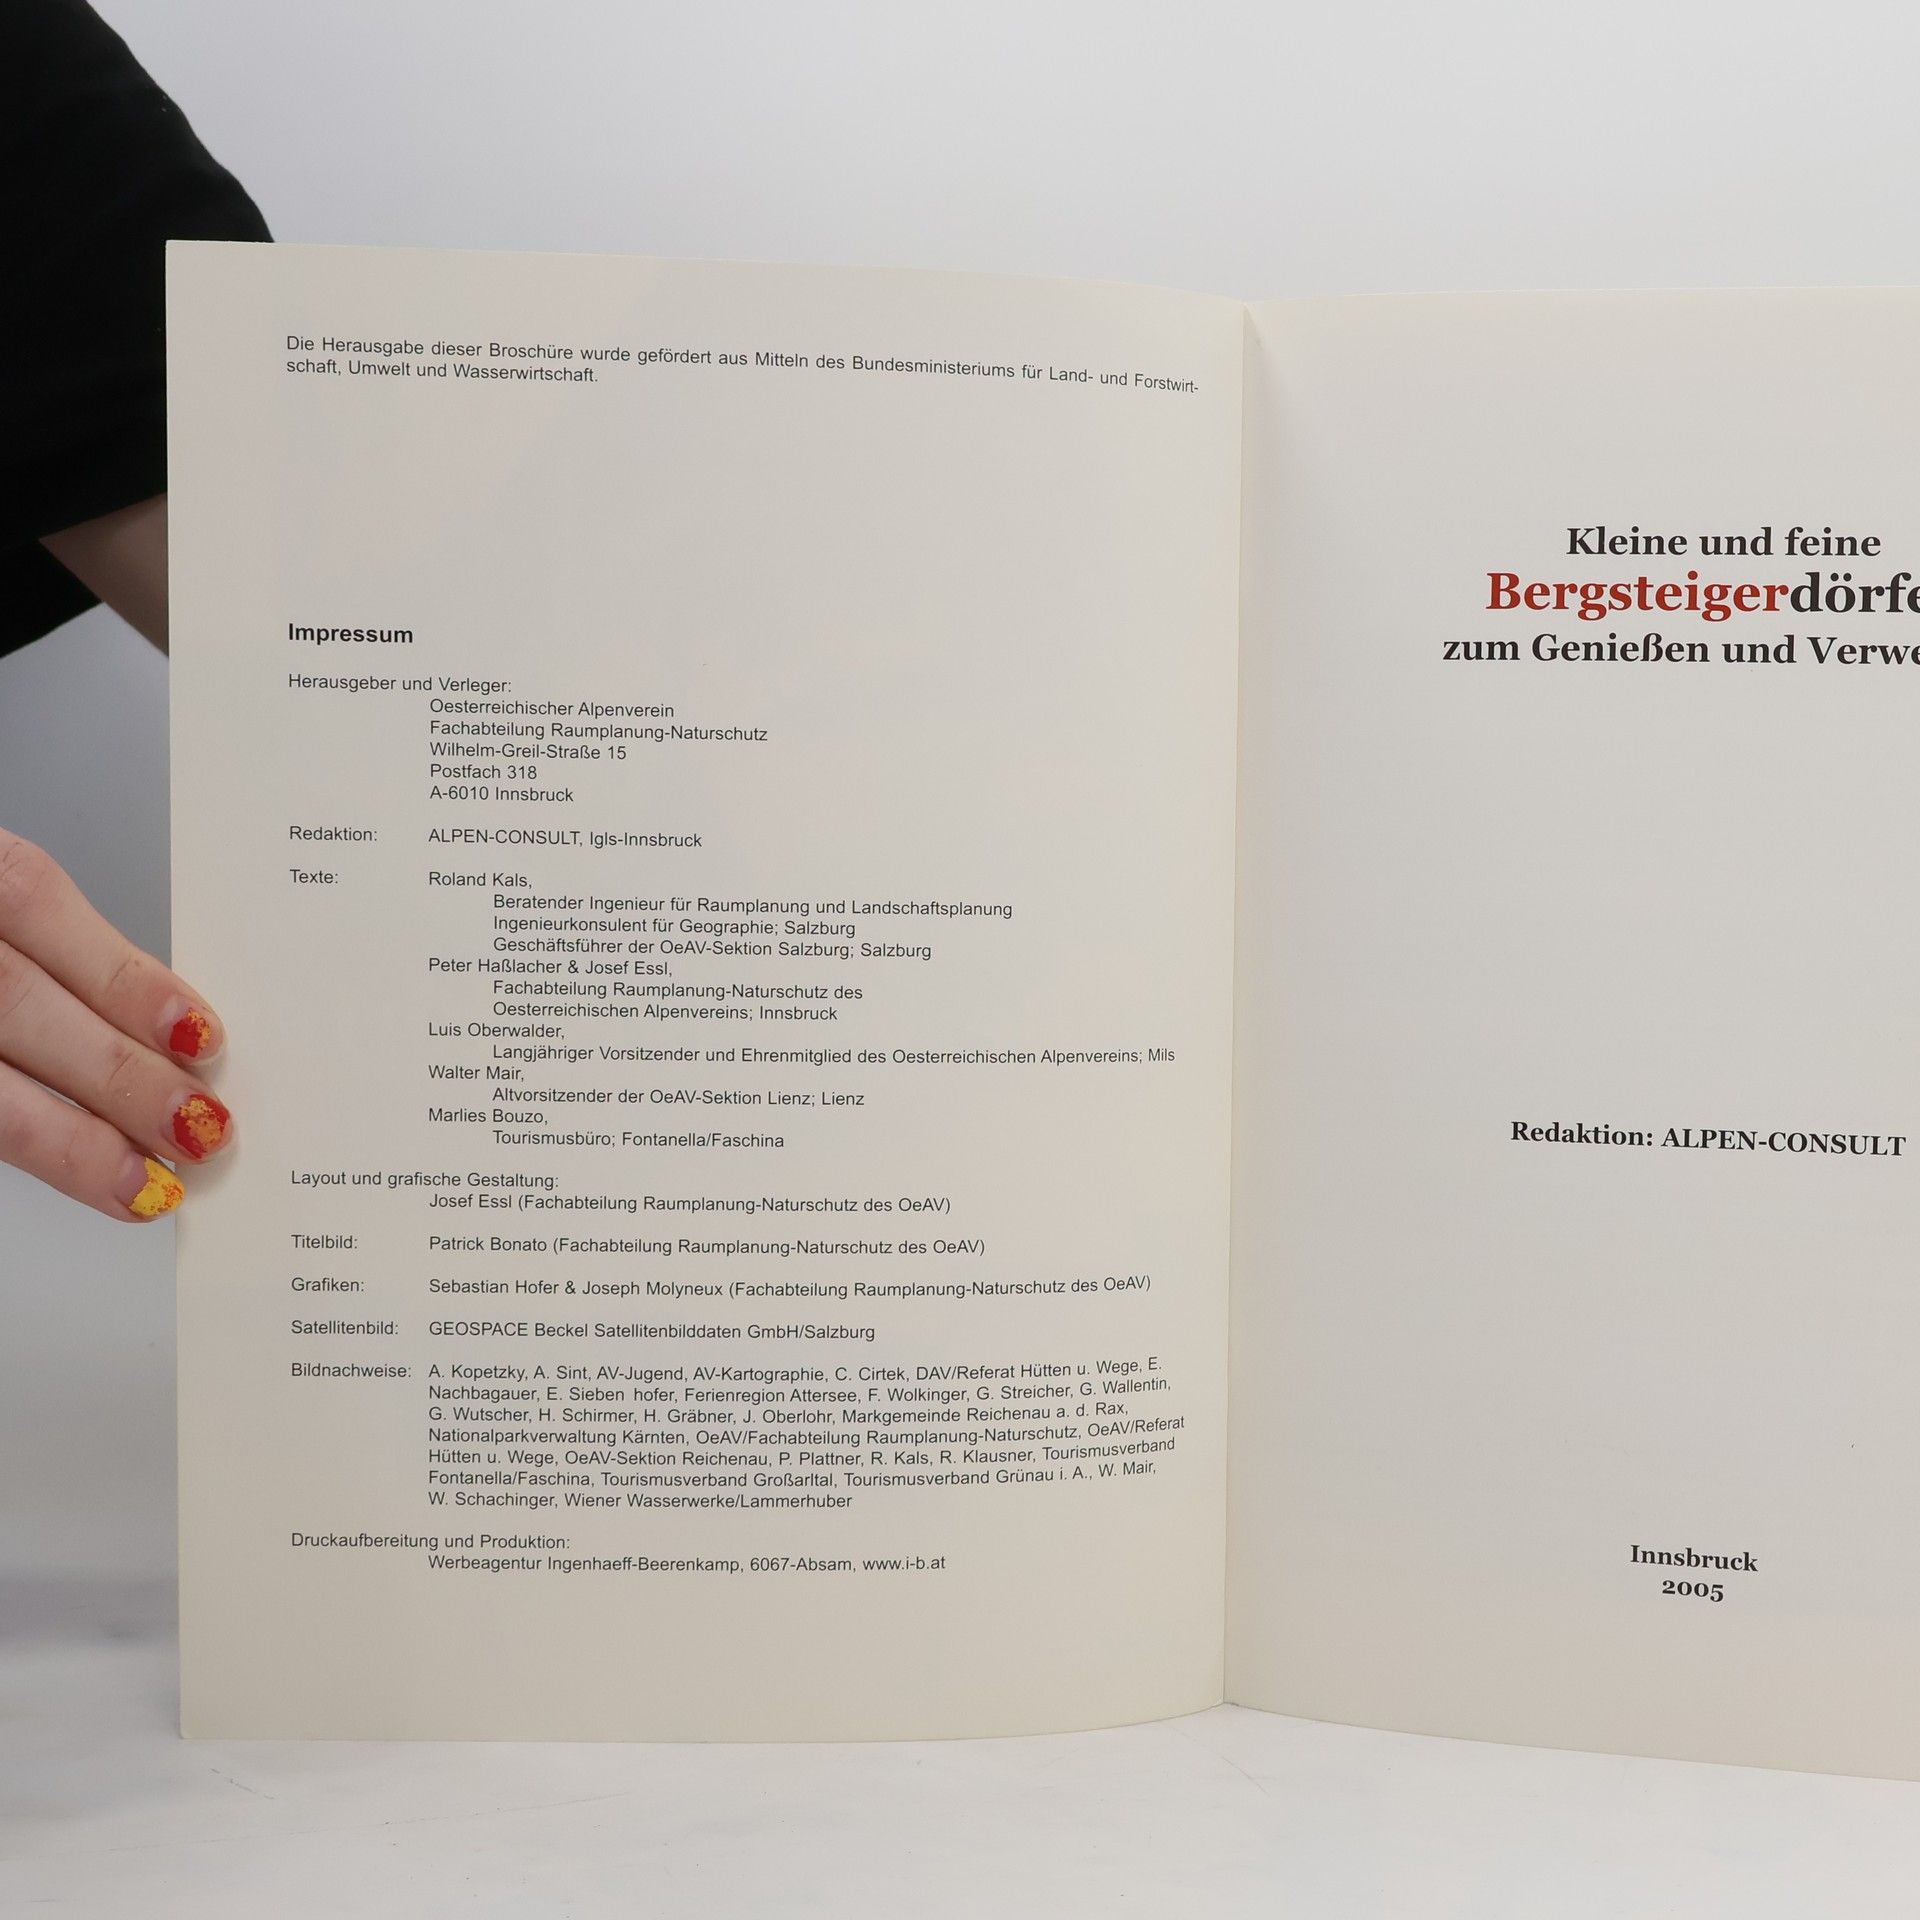 Die Herausgabe dieser Broschüre wurde gefördert aus Mitteln des Bundesministeriums für Land- und Forstwirt-
schaft, Umwelt und Wasserwirtschaft.
Impressum
Herausgeber und Verleger:
Oesterreichischer Alpenverein
Fachabteilung Raumplanung-Naturschutz
Wilhelm-Greil-Straße 15
Postfach 318
A-6010 Innsbruck
Redaktion: ALPEN-CONSULT, Igls-Innsbruck
Texte: Roland Kals,
Beratender Ingenieur für Raumplanung und Landschaftsplanung
Ingenieurkonsulent für Geographie; Salzburg
Geschäftsführer der OeAV-Sektion Salzburg; Salzburg
Peter Haßlacher & Josef Essl,
Fachabteilung Raumplanung-Naturschutz des
Oesterreichischen Alpenvereins; Innsbruck
Luis Oberwalder,
Langjähriger Vorsitzender und Ehrenmitglied des Oesterreichischen Alpenvereins; Mils
Walter Mair,
Altvorsitzender der OeAV-Sektion Lienz; Lienz
Marlies Bouzo,
Tourismusbüro; Fontanella/Faschina
Layout und grafische Gestaltung:
Josef Essl (Fachabteilung Raumplanung-Naturschutz des OeAV)
Titelbild: Patrick Bonato (Fachabteilung Raumplanung-Naturschutz des OeAV)
Grafiken: Sebastian Hofer & Joseph Molyneux (Fachabteilung Raumplanung-Naturschutz des OeAV)
Satellitenbild: GEOSPACE Beckel Satellitenbilddaten GmbH/Salzburg
Bildnachweise: A. Kopetzky, A. Sint, AV-Jugend, AV-Kartographie, C. Cirtek, DAV/Referat Hütten u. Wege, E.
Nachbagauer, E. Sieben hofer, Ferienregion Attersee, F. Wolkinger, G. Streicher, G. Wallentin,
G. Wutscher, H. Schirmer, H. Gräbner, J. Oberlohr, Markgemeinde Reichenau a. d. Rax,
Nationalparkverwaltung Kärnten, OeAV/Fachabteilung Raumplanung-Naturschutz, OeAV/Referat
Hütten u. Wege, OeAV-Sektion Reichenau, P. Plattner, R. Kals, R. Klausner, Tourismusverband
Fontanella/Faschina, Tourismusverband Großarltal, Tourismusverband Grünau i. A., W. Mair,
W. Schachinger, Wiener Wasserwerke/Lammerhuber
Druckaufbereitung und Produktion:
Werbeagentur Ingenhaeff-Beerenkamp, 6067-Absam, www.i-b.at
Kleine und feine
Bergsteigerdörfe
zum Genießen und Verwe
Redaktion: ALPEN-CONSULT
Innsbruck
2005